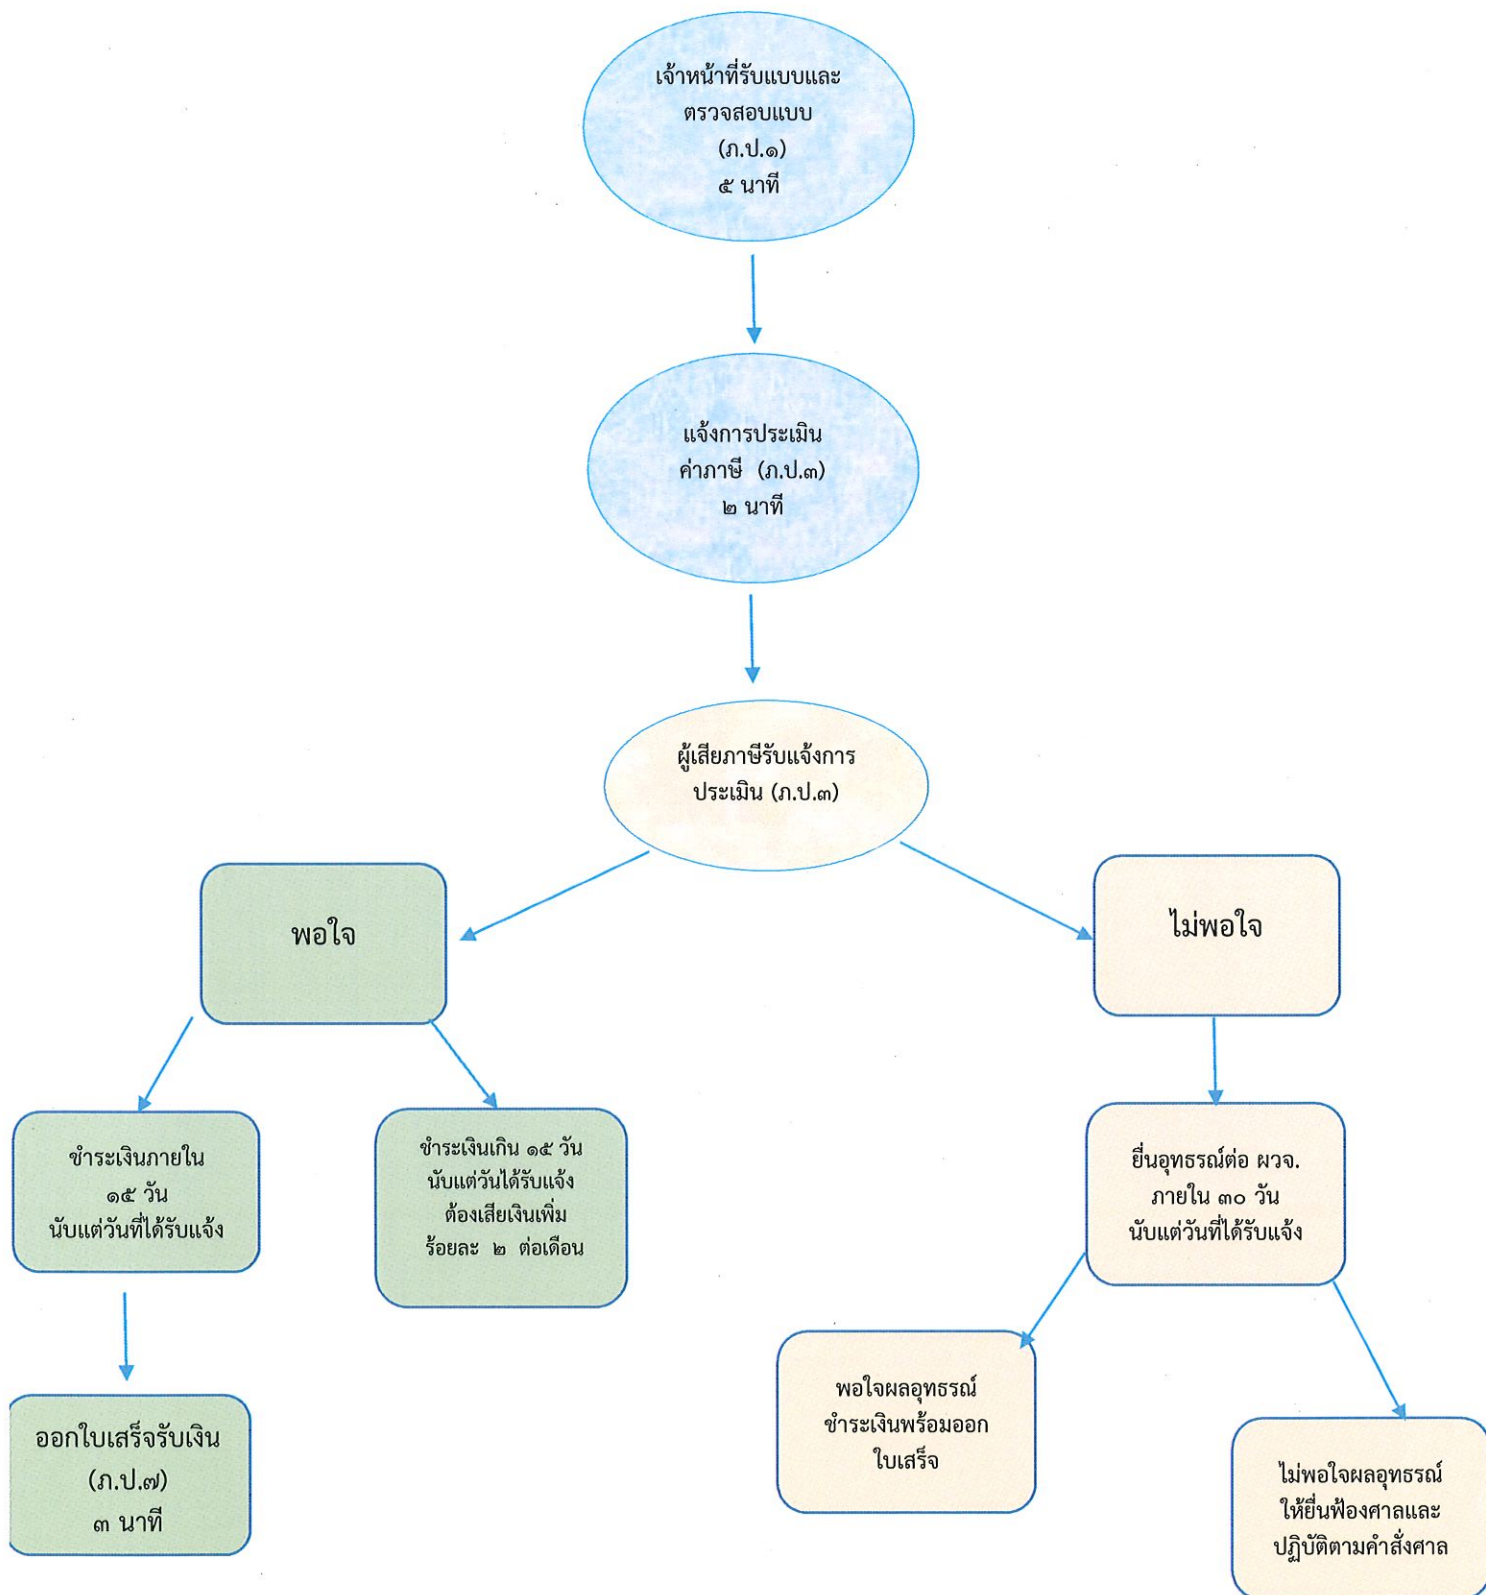 เจ้าหน้าที่รับแบบและ
ตรวจสอบแบบ
(ภ.ป.๑)
๕ นาที
แจ้งการประเมิน
ค่าภาษี (ภ.ป.๓)
๒ นาที
ผู้เสียภาษีรับแจ้งการ
ประเมิน (ภ.ป.๓)
พอใจ
ไม่พอใจ
ชำระเงินภายใน
๑๕ วัน
นับแต่วันที่ได้รับแจ้ง
ชำระเงินเกิน ๑๕ วัน
นับแต่วันได้รับแจ้ง
ต้องเสียเงินเพิ่ม
ร้อยละ ๒ ต่อเดือน
ยื่นอุทธรณ์ต่อ ผวจ.
ภายใน ๓๐ วัน
นับแต่วันที่ได้รับแจ้ง
ออกใบเสร็จรับเงิน
(ภ.ป.๗)
๓ นาที
พอใจผลอุทธรณ์
ชำระเงินพร้อมออก
ใบเสร็จ
ไม่พอใจผลอุทธรณ์
ให้ยื่นฟ้องศาลและ
ปฏิบัติตามคำสั่งศาล